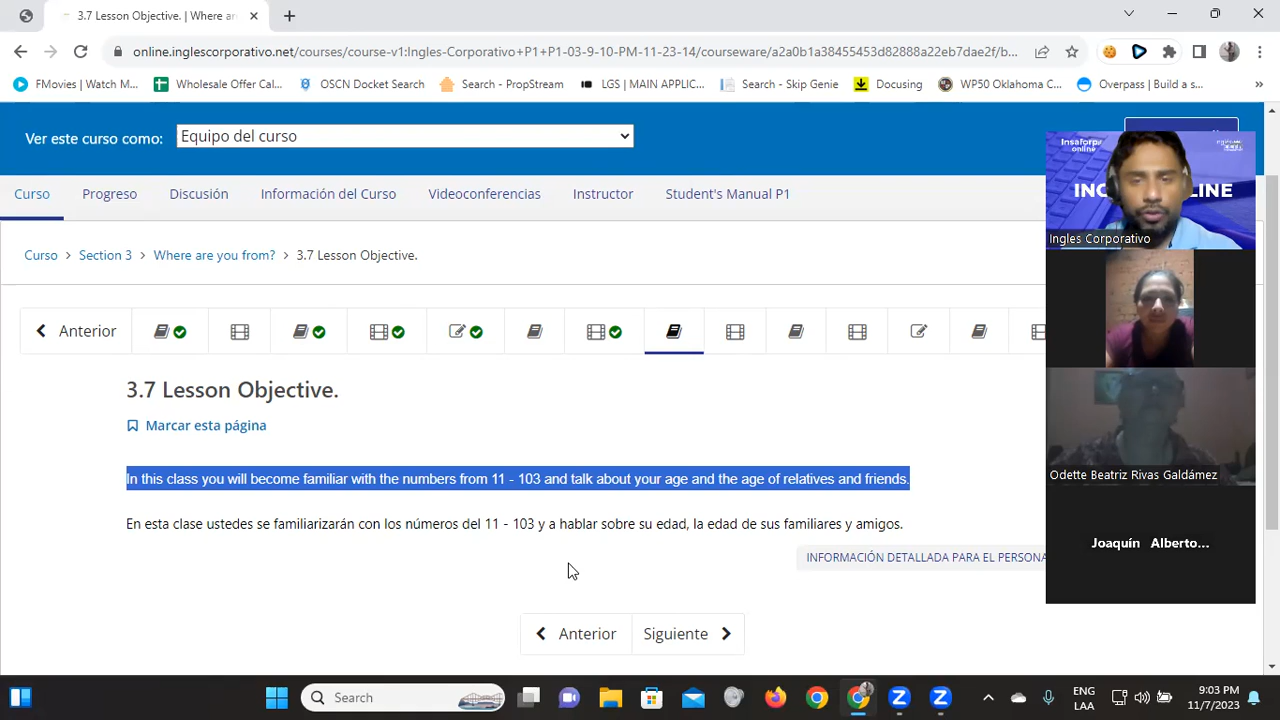 3.7 Lesson Objective. | Where ar
online.inglescorporativo.net/courses/course-v1:Ingles-Corporativo+P1+P1-03-9-10-PM-11-23-14/courseware/a2a0b1a38455453d82888a22eb7dae2f/b...
FMovies | Watch M...
Wholesale Offer Cal...
OSCN Docket Search
Search - PropStream
LGS | MAIN APPLIC...
Search - Skip Genie
Docusing
WP50 Oklahoma C...
Overpass | Build a s...
Ver este curso como:
Equipo del curso
Curso
Progreso
Discusión
Información del Curso
Videoconferencias
Instructor
Student's Manual P1
Curso > Section 3 > Where are you from? > 3.7 Lesson Objective.
Anterior
3.7 Lesson Objective.
Marcar esta página
In this class you will become familiar with the numbers from 11 - 103 and talk about your age and the age of relatives and friends.
En esta clase ustedes se familiarizarán con los números del 11 - 103 y a hablar sobre su edad, la edad de sus familiares y amigos.
INFORMACIÓN DETALLADA PARA EL PERSONA
Anterior
Siguiente
online
LINE
Ingles Corporativo
Odette Beatriz Rivas Galdámez
Joaquín Alberto...
Search
ENG
LAA
9:03 PM
11/7/2023